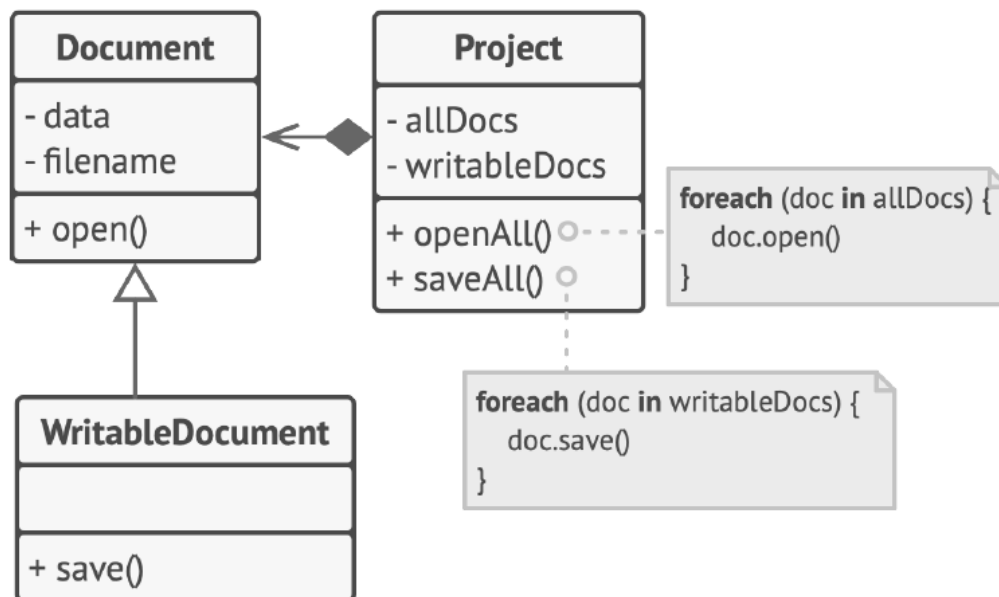 Document
- data
- filename
+ open()
Project
- allDocs
- writableDocs
+ openAll()
+ saveAll()
foreach (doc in allDocs) {
doc.open()
}
foreach (doc in writableDocs) {
doc.save()
}
WritableDocument
+ save()